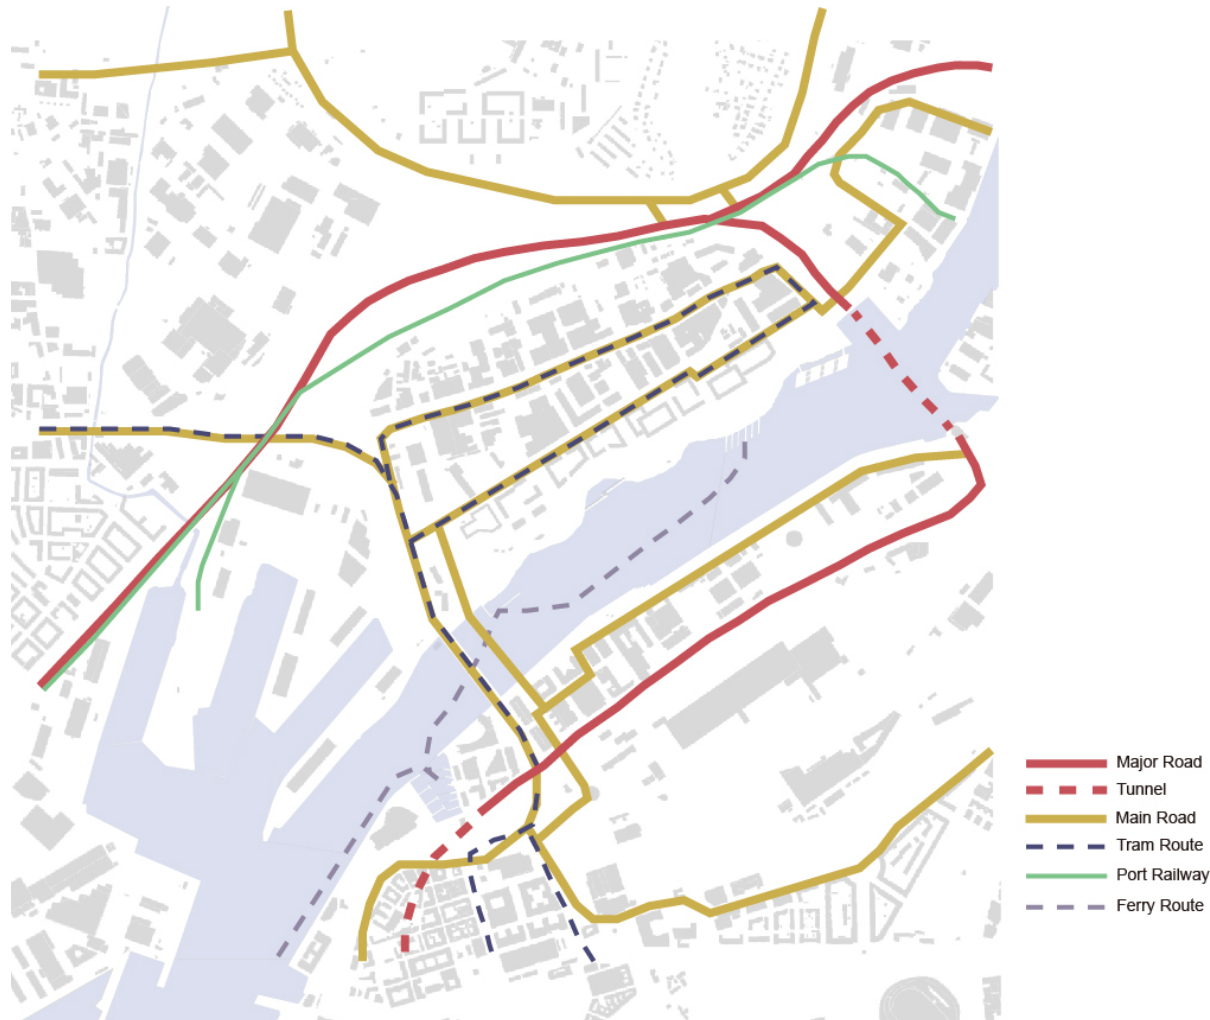 Major Road
Tunnel
Main Road
Tram Route
Port Railway
Ferry Route